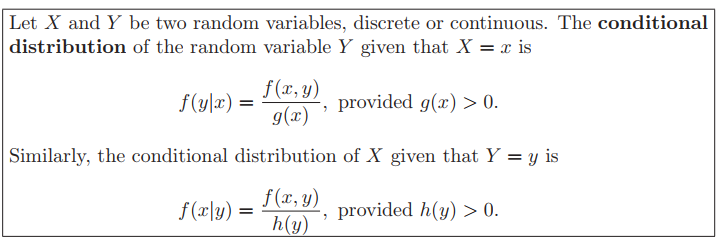 Let X and Y be two random variables, discrete or continuous. The conditional
distribution of the random variable Y given that X = x is
f(y|x) = f(x, y) / g(x), provided g(x) > 0.
Similarly, the conditional distribution of X given that Y = y is
f(x|y) = f(x, y) / h(y), provided h(y) > 0.